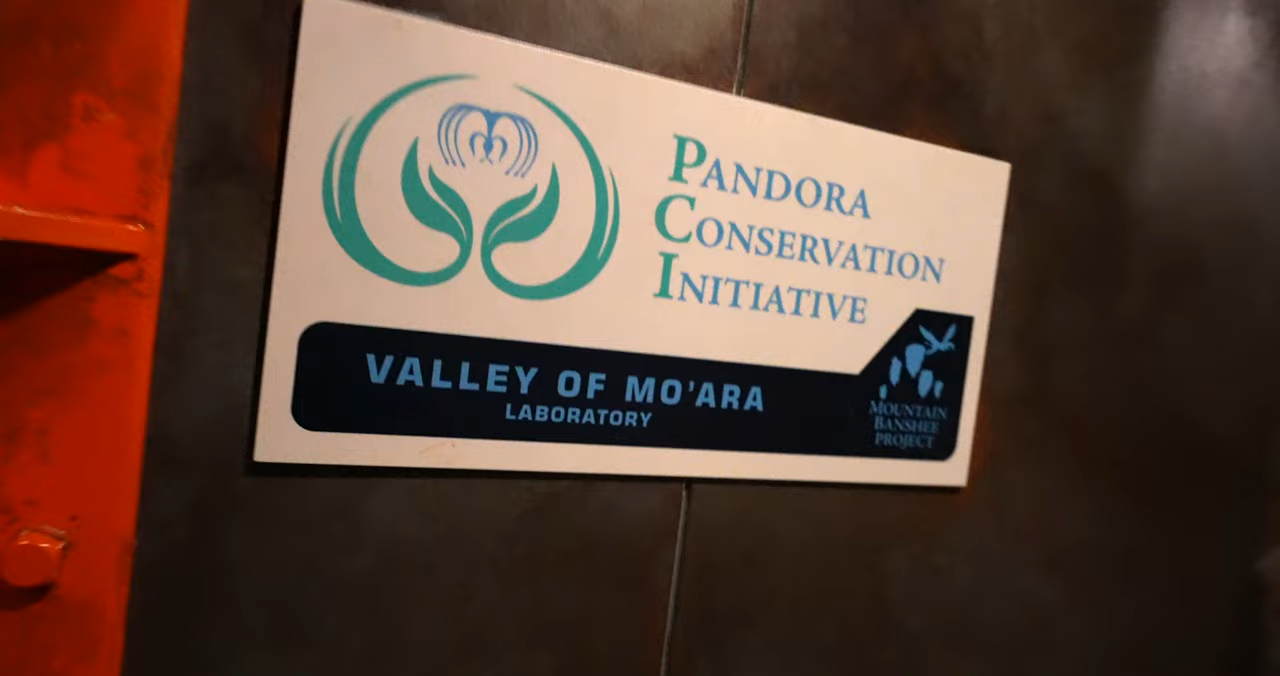 PANDORA
CONSERVATION
INITIATIVE
VALLEY OF MO'ARA
LABORATORY
MOUNTAIN
BANSHEE
PROJECT